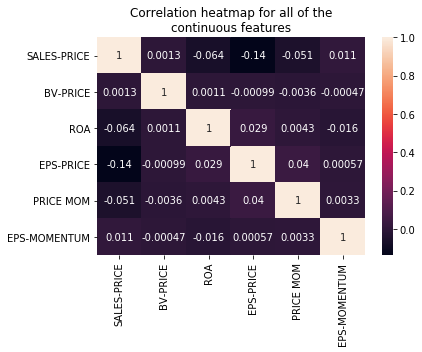 Correlation heatmap for all of the
continuous features
SALES-PRICE 1 0.0013 -0.064 -0.14 -0.051 0.011
BV-PRICE 0.0013 1 0.0011 -0.00099 -0.0036 -0.00047
ROA -0.064 0.0011 1 0.029 0.0043 -0.016
EPS-PRICE -0.14 -0.00099 0.029 1 0.04 0.00057
PRICE MOM -0.051 -0.0036 0.0043 0.04 1 0.0033
EPS-MOMENTUM 0.011 -0.00047 -0.016 0.00057 0.0033 1
SALES-PRICE
BV-PRICE
ROA
EPS-PRICE
PRICE MOM
EPS-MOMENTUM
1.0
0.8
0.6
0.4
0.2
0.0